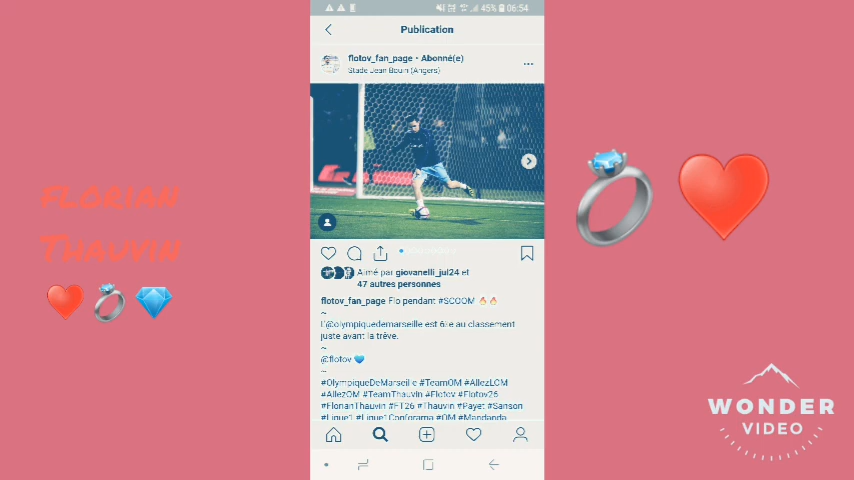 45% 06:54
Publication
flotov_fan_page • Abonné(e)
Stade Jean Bouin (Angers)
FLORIAN
THAUVIN
Aimé par giovanelli_jul24 et
47 autres personnes
flotov_fan_page Flo pendant #SCOOM 🔥🔥
~
L'@olympiquedemarseille est 6ile au classement
juste avant la trêve.
~
@flotov 💙
~
#OlympiqueDeMarseille #TeamOM #AllezLOM
#AllezOM #TeamThauvin #Flotov #Flotov26
#FlorianThauvin #FT26 #Thauvin #Payet #Sanson
#Ligue1 #Ligue1Conforama #OM #Mandanda
WONDER
VIDEO